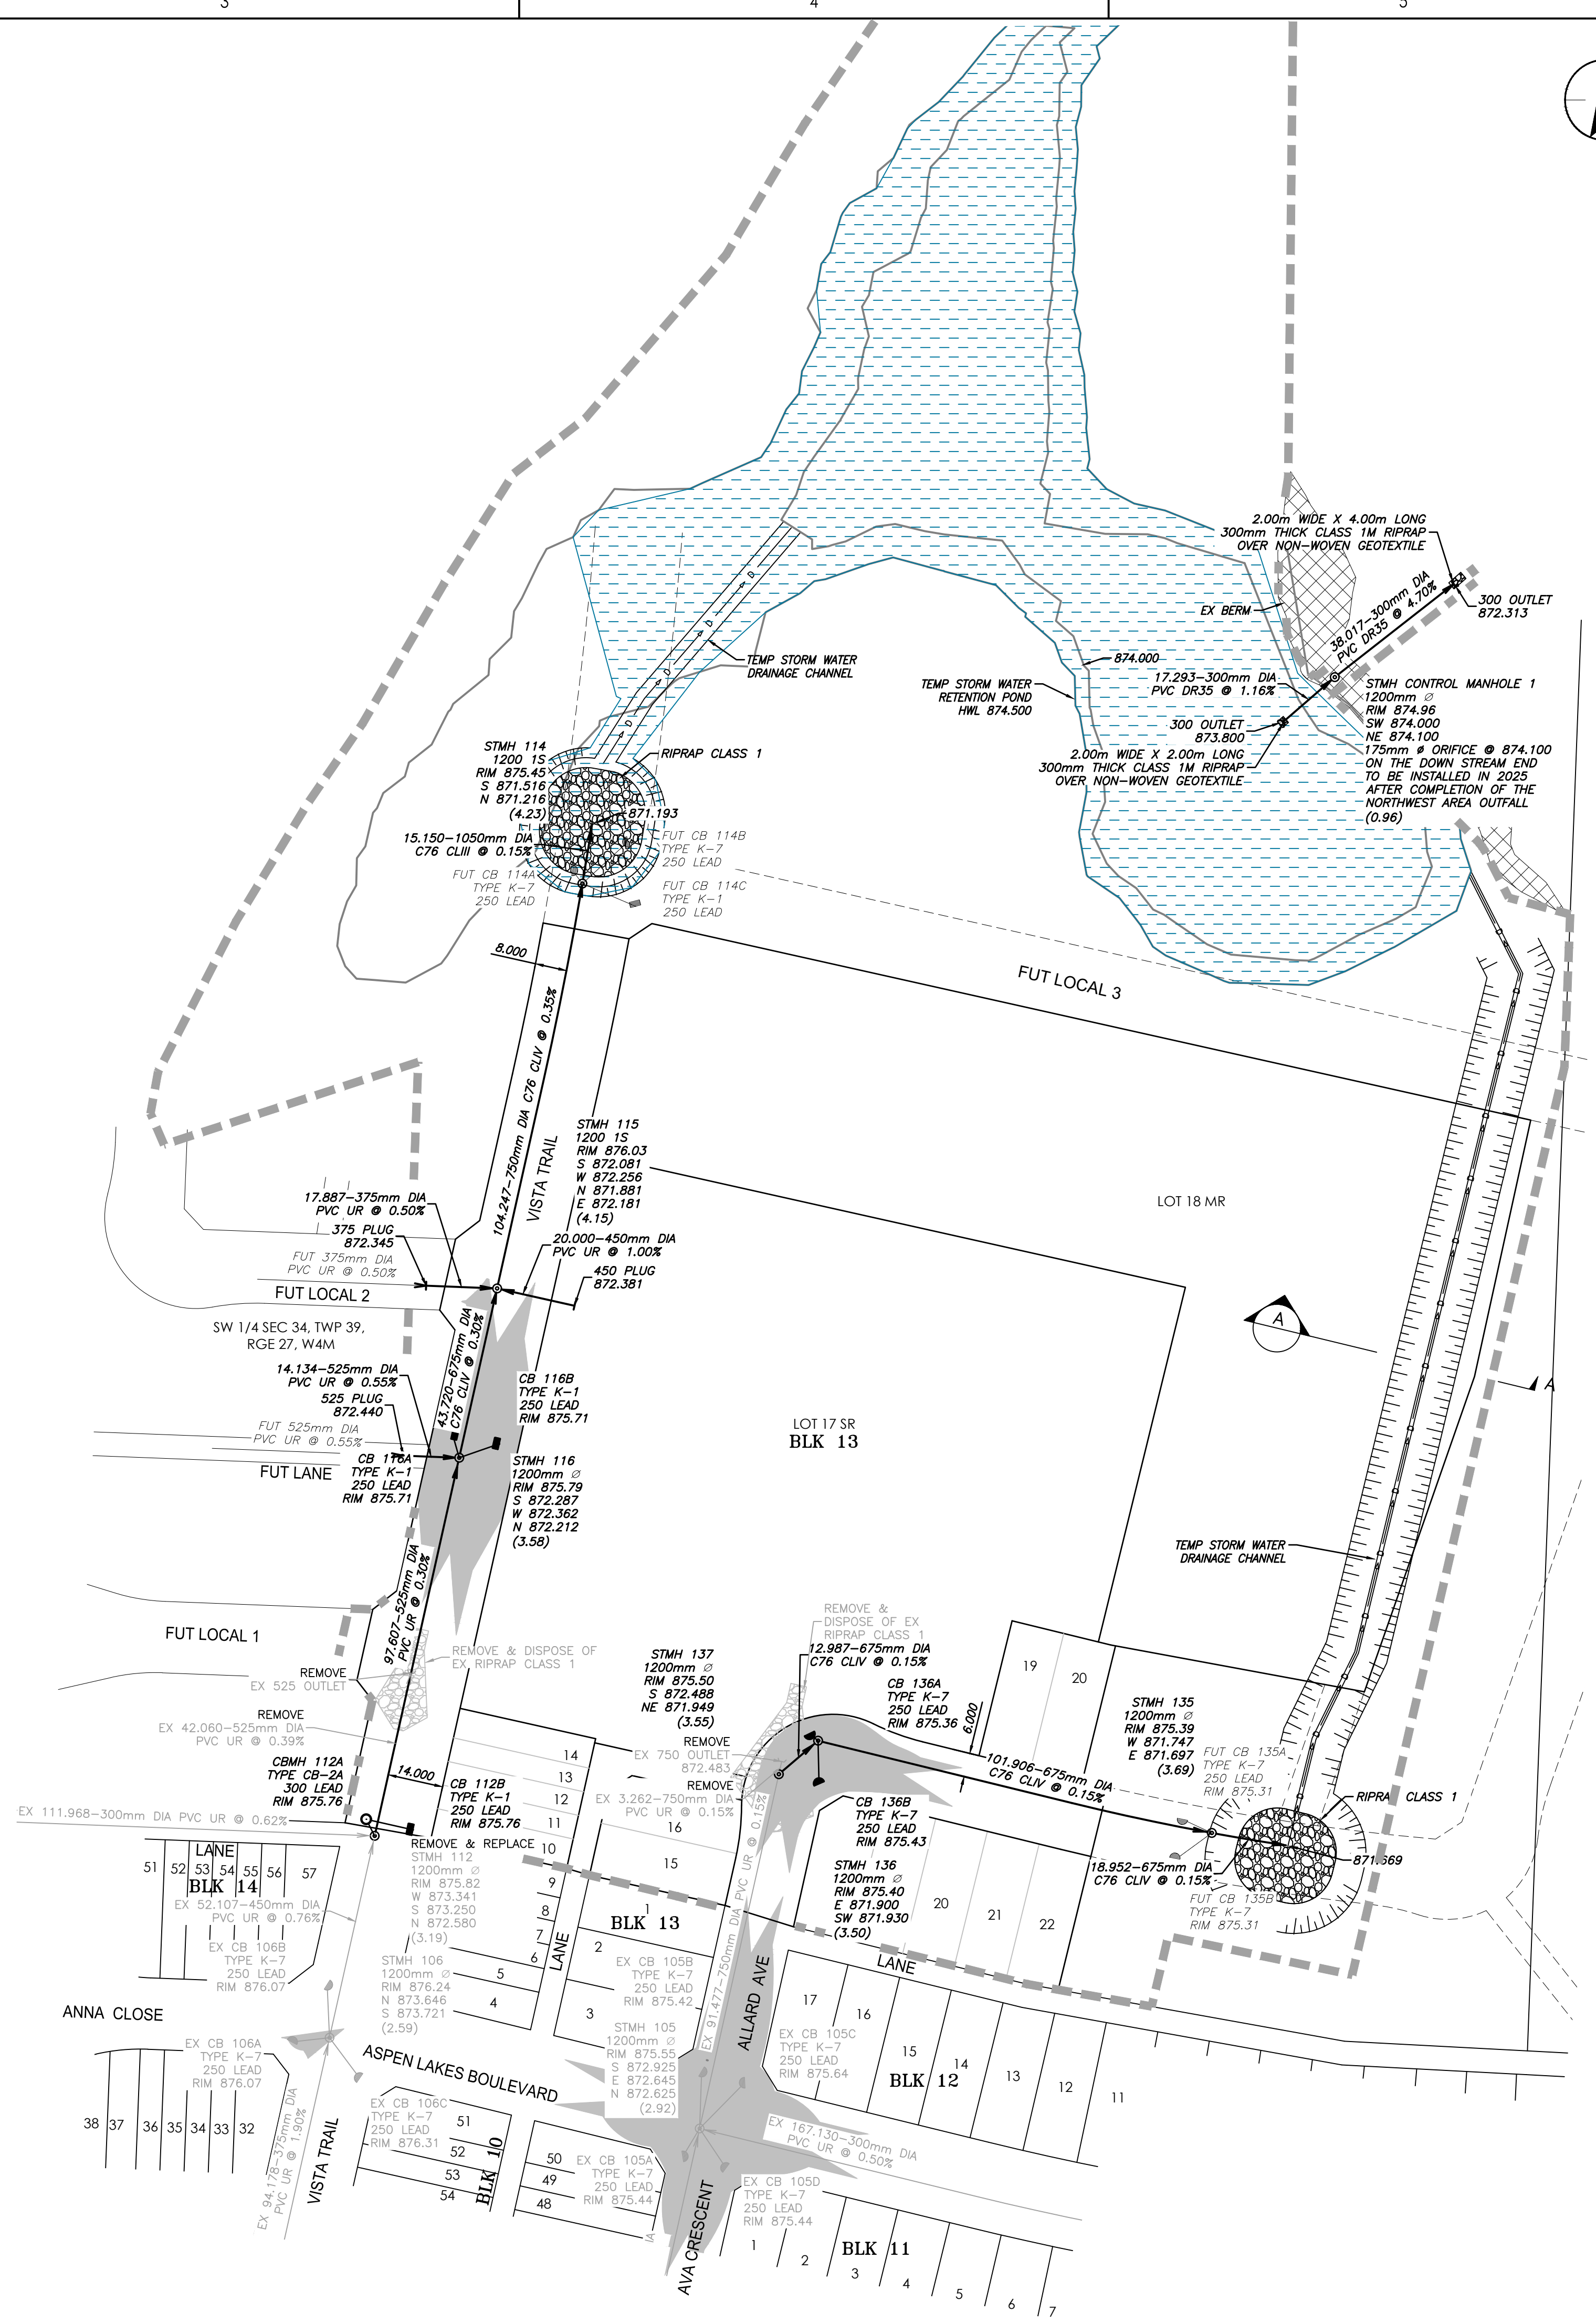 3
4
5
2.00m WIDE X 4.00m LONG
300mm THICK CLASS 1M RIPRAP
OVER NON-WOVEN GEOTEXTILE
EX BERM
38.017-300mm DIA
PVC DR35 @ 4.70%
300 OUTLET
872.313
TEMP STORM WATER
DRAINAGE CHANNEL
874.000
TEMP STORM WATER
RETENTION POND
HWL 874.500
17.293-300mm DIA
PVC DR35 @ 1.16%
300 OUTLET
873.800
2.00m WIDE X 2.00m LONG
300mm THICK CLASS 1M RIPRAP
OVER NON-WOVEN GEOTEXTILE
STMH CONTROL MANHOLE 1
1200mm Ø
RIM 874.96
SW 874.000
NE 874.100
175mm Ø ORIFICE @ 874.100
ON THE DOWN STREAM END
TO BE INSTALLED IN 2025
AFTER COMPLETION OF THE
NORTHWEST AREA OUTFALL
(0.96)
D
D
D
STMH 114
1200 1S
RIM 875.45
S 871.516
N 871.216
(4.23)
RIPRAP CLASS 1
871.193
15.150-1050mm DIA
C76 CLIII @ 0.15%
FUT CB 114A
TYPE K-7
250 LEAD
FUT CB 114B
TYPE K-7
250 LEAD
FUT CB 114C
TYPE K-1
250 LEAD
8.000
FUT LOCAL 3
104.247-750mm DIA C76 CLIV @ 0.35%
VISTA TRAIL
STMH 115
1200 1S
RIM 876.03
S 872.081
W 872.256
N 871.881
E 872.181
(4.15)
LOT 18 MR
17.887-375mm DIA
PVC UR @ 0.50%
375 PLUG
872.345
FUT 375mm DIA
PVC UR @ 0.50%
20.000-450mm DIA
PVC UR @ 1.00%
450 PLUG
872.381
FUT LOCAL 2
SW 1/4 SEC 34, TWP 39,
RGE 27, W4M
A
A
43.720-675mm DIA
C76 CLIV @ 0.30%
14.134-525mm DIA
PVC UR @ 0.55%
525 PLUG
872.440
FUT 525mm DIA
PVC UR @ 0.55%
CB 116B
TYPE K-1
250 LEAD
RIM 875.71
LOT 17 SR
BLK 13
FUT LANE
CB 116A
TYPE K-1
250 LEAD
RIM 875.71
STMH 116
1200mm Ø
RIM 875.79
S 872.287
W 872.362
N 872.212
(3.58)
TEMP STORM WATER
DRAINAGE CHANNEL
97.607-525mm DIA
PVC UR @ 0.30%
FUT LOCAL 1
REMOVE & DISPOSE OF
EX RIPRAP CLASS 1
REMOVE
EX 525 OUTLET
REMOVE
EX 42.060-525mm DIA
PVC UR @ 0.39%
STMH 137
1200mm Ø
RIM 875.50
S 872.488
NE 871.949
(3.55)
REMOVE &
DISPOSE OF EX
RIPRAP CLASS 1
12.987-675mm DIA
C76 CLIV @ 0.15%
CB 136A
TYPE K-7
250 LEAD
RIM 875.36
6.000
19
20
STMH 135
1200mm Ø
RIM 875.39
W 871.747
E 871.697
(3.69)
FUT CB 135A
TYPE K-7
250 LEAD
RIM 875.31
RIPRAP CLASS 1
REMOVE
EX 750 OUTLET
872.483
REMOVE
EX 3.262-750mm DIA
PVC UR @ 0.15%
101.906-675mm DIA
C76 CLIV @ 0.15%
CBMH 112A
TYPE CB-2A
300 LEAD
RIM 875.76
14.000
CB 112B
TYPE K-1
250 LEAD
RIM 875.76
EX 111.968-300mm DIA PVC UR @ 0.62%
14
13
12
11
10
9
8
7
6
5
4
16
15
1
BLK 13
2
3
REMOVE & REPLACE
STMH 112
1200mm Ø
RIM 875.82
W 873.341
S 873.250
N 872.580
(3.19)
CB 136B
TYPE K-7
250 LEAD
RIM 875.43
STMH 136
1200mm Ø
RIM 875.40
E 871.900
SW 871.930
(3.50)
20
21
22
18.952-675mm DIA
C76 CLIV @ 0.15%
871.669
FUT CB 135B
TYPE K-7
RIM 875.31
LANE
51
52
53
54
55
56
57
BLK 14
EX 52.107-450mm DIA
PVC UR @ 0.76%
EX CB 106B
TYPE K-7
250 LEAD
RIM 876.07
STMH 106
1200mm Ø
RIM 876.24
N 873.646
S 873.721
(2.59)
LANE
EX CB 105B
TYPE K-7
250 LEAD
RIM 875.42
EX 91.477-750mm DIA PVC UR @ 0.15%
ALLARD AVE
LANE
ANNA CLOSE
EX CB 106A
TYPE K-7
250 LEAD
RIM 876.07
ASPEN LAKES BOULEVARD
STMH 105
1200mm Ø
RIM 875.55
S 872.925
E 872.645
N 872.625
(2.92)
EX CB 105C
TYPE K-7
250 LEAD
RIM 875.64
17
16
15
14
13
12
11
BLK 12
38
37
36
35
34
33
32
EX 94.178-375mm DIA
PVC UR @ 1.90%
VISTA TRAIL
EX CB 106C
TYPE K-7
250 LEAD
RIM 876.31
51
52
53
54
BLK 10
50
49
48
EX CB 105A
TYPE K-7
250 LEAD
RIM 875.44
EX 167.130-300mm DIA
PVC UR @ 0.50%
EX CB 105D
TYPE K-7
250 LEAD
RIM 875.44
AVA CRESCENT
1
2
3
4
5
6
7
BLK 11